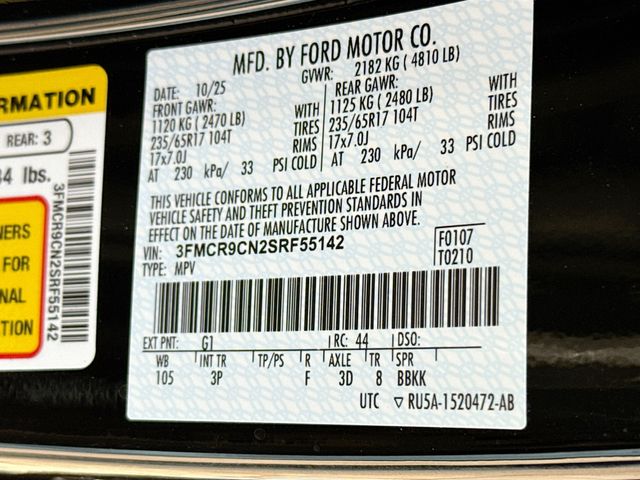 MFD. BY FORD MOTOR CO.
DATE: 10/25 GVWR: 2182 KG ( 4810 LB)
FRONT GAWR: REAR GAWR:
1120 KG ( 2470 LB) WITH 1125 KG ( 2480 LB) WITH
235/65R17 104T TIRES 235/65R17 104T TIRES
17x7.0J RIMS 17x7.0J RIMS
AT 230 kPa/ 33 PSI COLD AT 230 kPa/ 33 PSI COLD
THIS VEHICLE CONFORMS TO ALL APPLICABLE FEDERAL MOTOR
VEHICLE SAFETY AND THEFT PREVENTION STANDARDS IN
EFFECT ON THE DATE OF MANUFACTURE SHOWN ABOVE.
VIN: 3FMCR9CN2SRF55142 F0107
TYPE: MPV T0210
EXT PNT: G1 RC: 44 DSO:
WB INT TR TP/PS R AXLE TR SPR
105 3P F 3D 8 BBKK
UTC ▽ RU5A-1520472-AB
REAR: 3
lbs.
FOR
3FMCR9CN2SRF55142